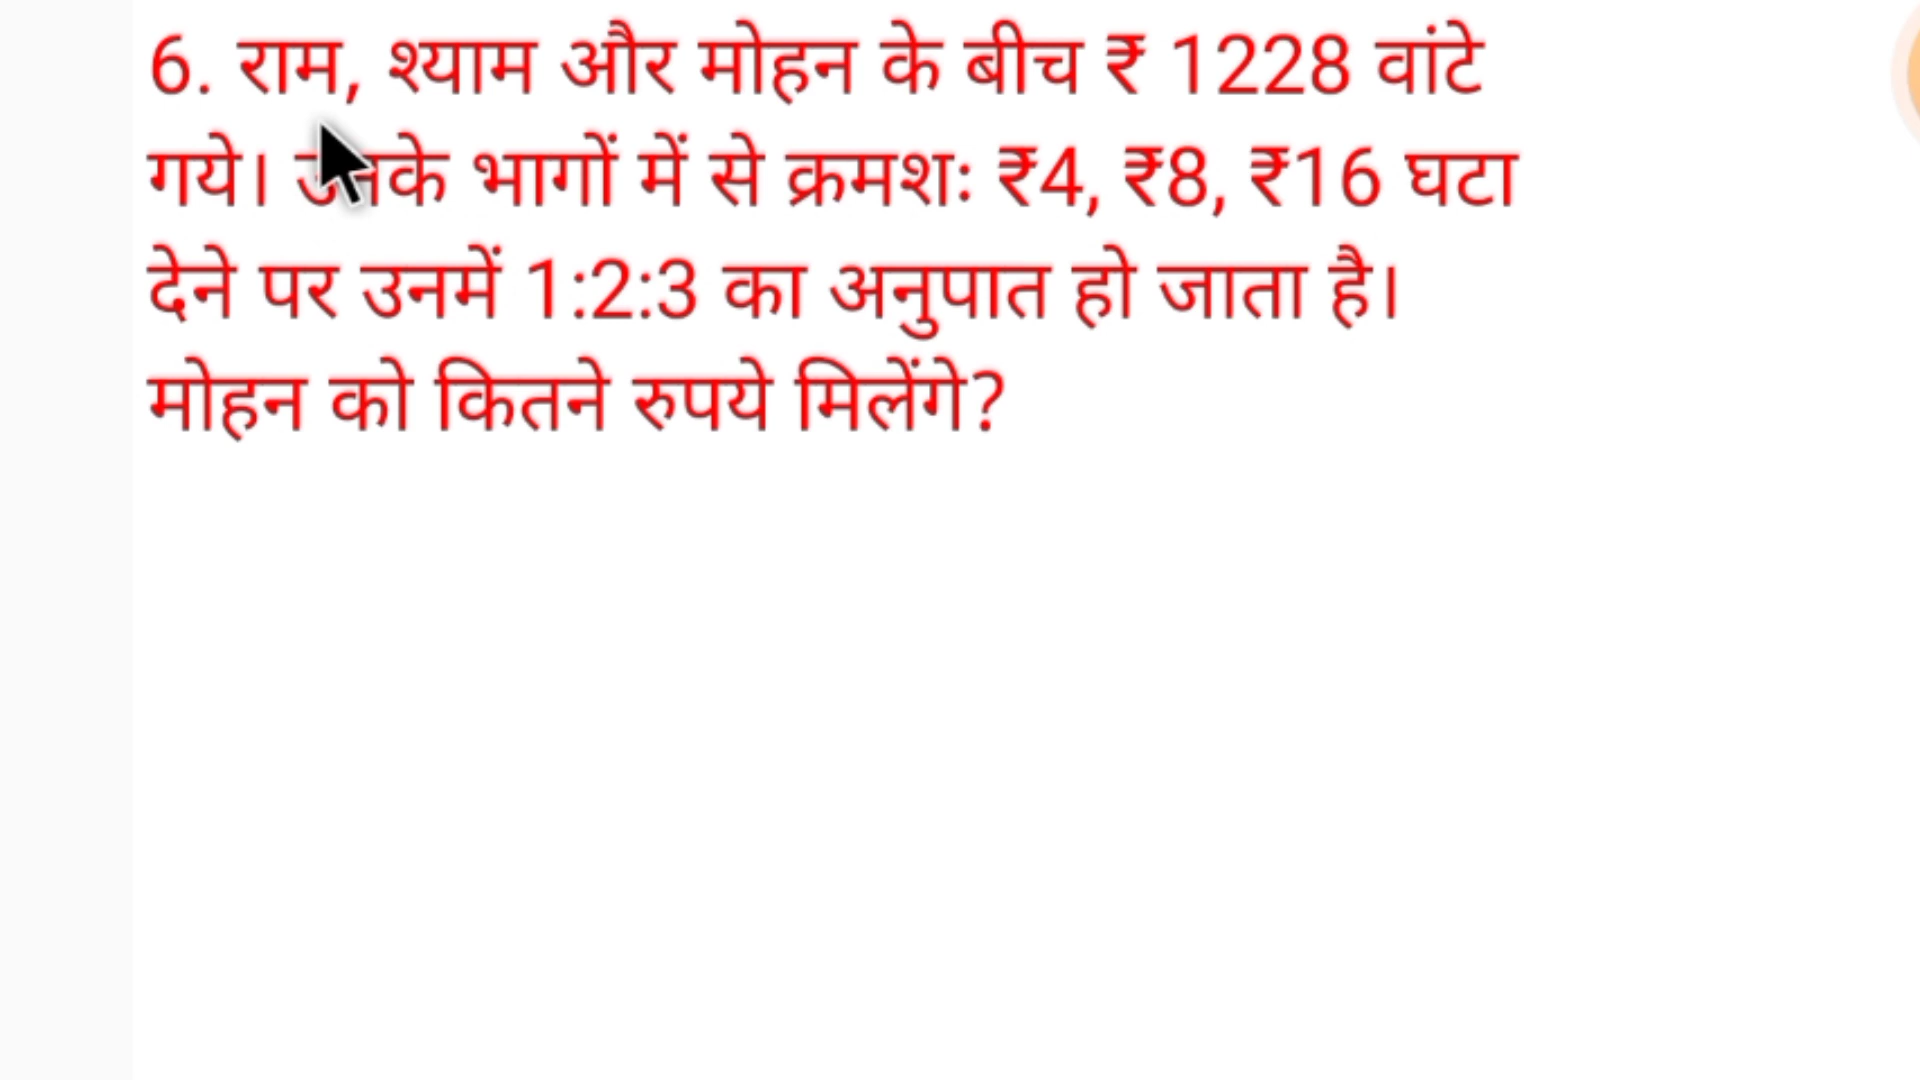 6. राम, श्याम और मोहन के बीच ₹ 1228 वांटे
गये। उनके भागों में से क्रमशः ₹4, ₹8, ₹16 घटा
देने पर उनमें 1:2:3 का अनुपात हो जाता है।
मोहन को कितने रुपये मिलेंगे?